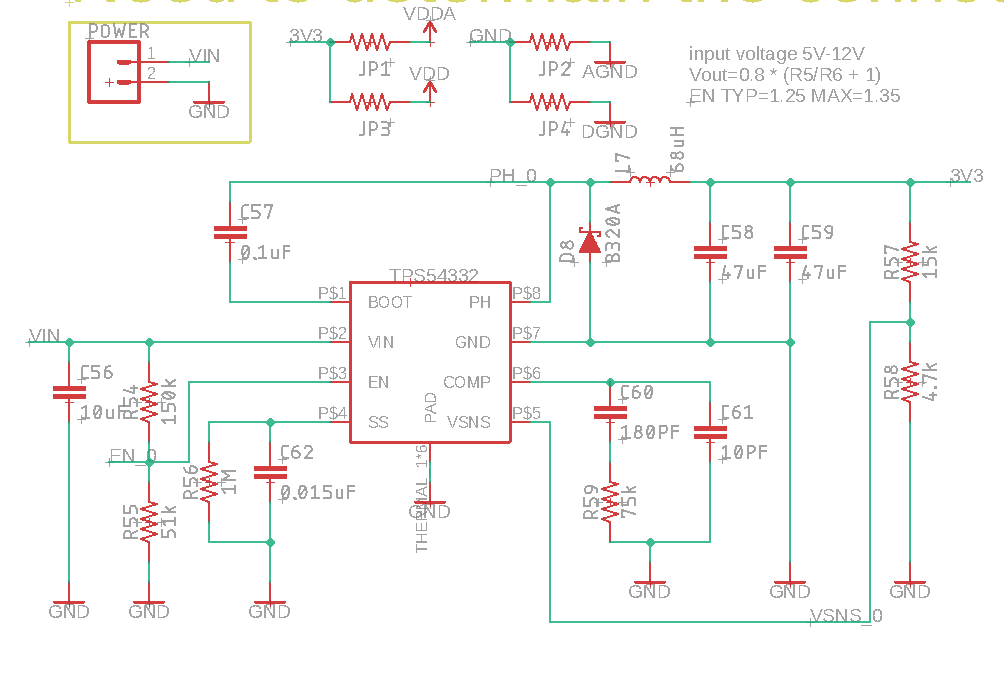 POWER
1
VIN
2
GND
3V3
VDDA
JP1
VDD
JP3
GND
JP2
AGND
JP4
DGND
input voltage 5V-12V
Vout=0.8 * (R5/R6 + 1)
EN TYP=1.25 MAX=1.35
PH_0
L7
68uH
3V3
C57
0.1uF
D8
B320A
C58
47uF
C59
47uF
R57
15k
TPS54332
P$1
BOOT
PH
P$8
VIN
P$2
VIN
GND
P$7
P$3
EN
COMP
P$6
P$4
SS
PAD
VSNS
P$5
C56
10uF
R54
150k
C60
180PF
C61
10PF
R58
4.7k
EN_0
R56
1M
C62
0.015uF
THERMAL 1*6
GND
R55
51k
R59
75k
GND
GND
GND
GND
GND
GND
VSNS_0